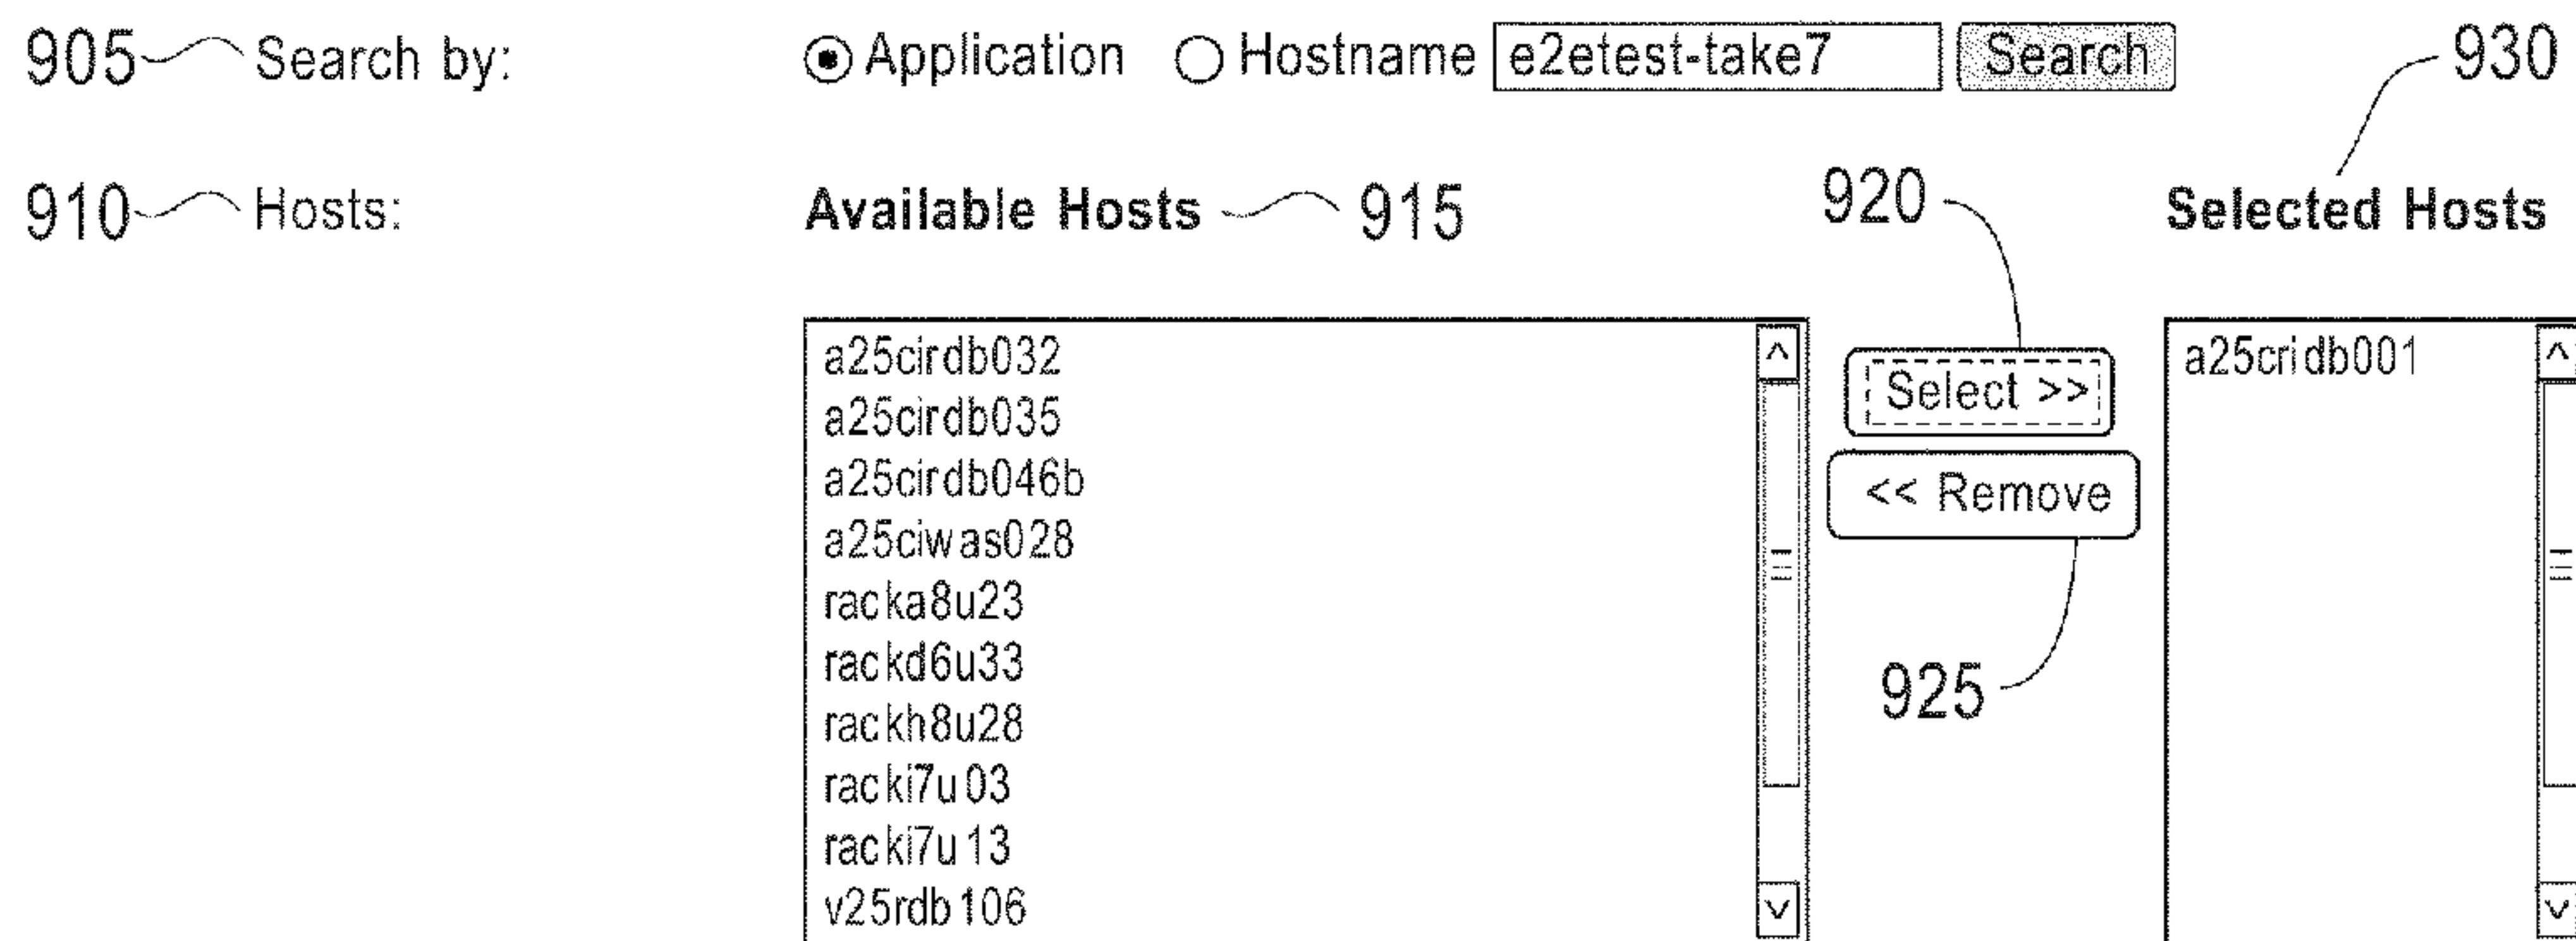 905 Search by: Application Hostname e2etest-take7 Search 930
910 Hosts: Available Hosts 915 920 Selected Hosts
a25cirdb032
a25cirdb035
a25cirdb046b
a25ciwas028
racka8u23
rackd6u33
rackh8u28
racki7u03
racki7u13
v25rdb106
Select >>
<< Remove
925
a25cridb001